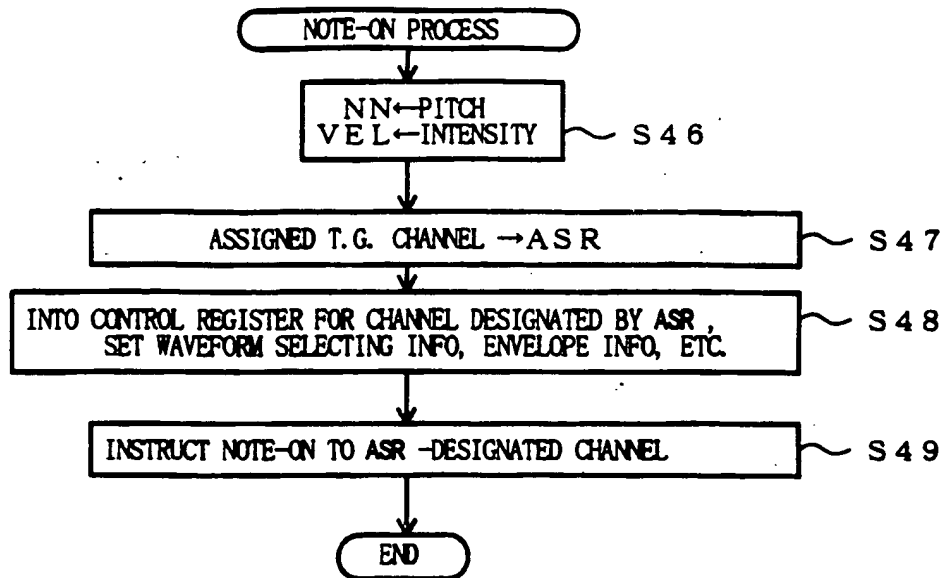 NOTE-ON PROCESS
NN←PITCH
VEL←INTENSITY
S46
ASSIGNED T.G. CHANNEL →ASR
S47
INTO CONTROL REGISTER FOR CHANNEL DESIGNATED BY ASR ,
SET WAVEFORM SELECTING INFO, ENVELOPE INFO, ETC.
S48
INSTRUCT NOTE-ON TO ASR -DESIGNATED CHANNEL
S49
END